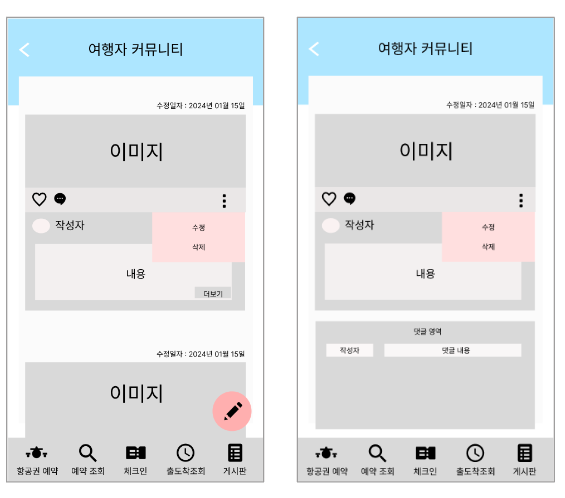 여행자 커뮤니티
수정일자 : 2024년 01월 15일
이미지
작성자
수정
삭제
내용
더보기
수정일자 : 2024년 01월 15일
이미지
항공권 예약 예약 조회 체크인 출도착조회 게시판
여행자 커뮤니티
수정일자 : 2024년 01월 15일
이미지
작성자
수정
삭제
내용
댓글 영역
작성자 댓글 내용
항공권 예약 예약 조회 체크인 출도착조회 게시판